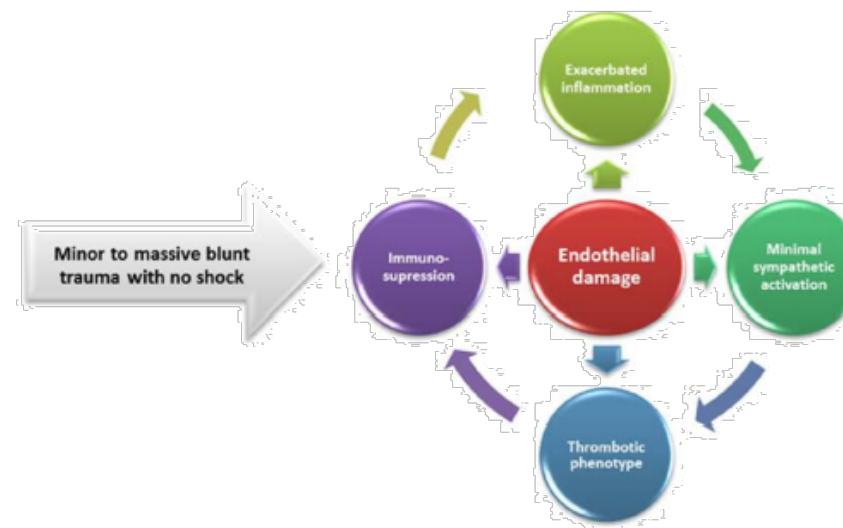 Exacerbated
inflammation
Minor to massive blunt
trauma with no shock
Immuno-
supression
Endothelial
damage
Minimal
sympathetic
activation
Thrombotic
phenotype